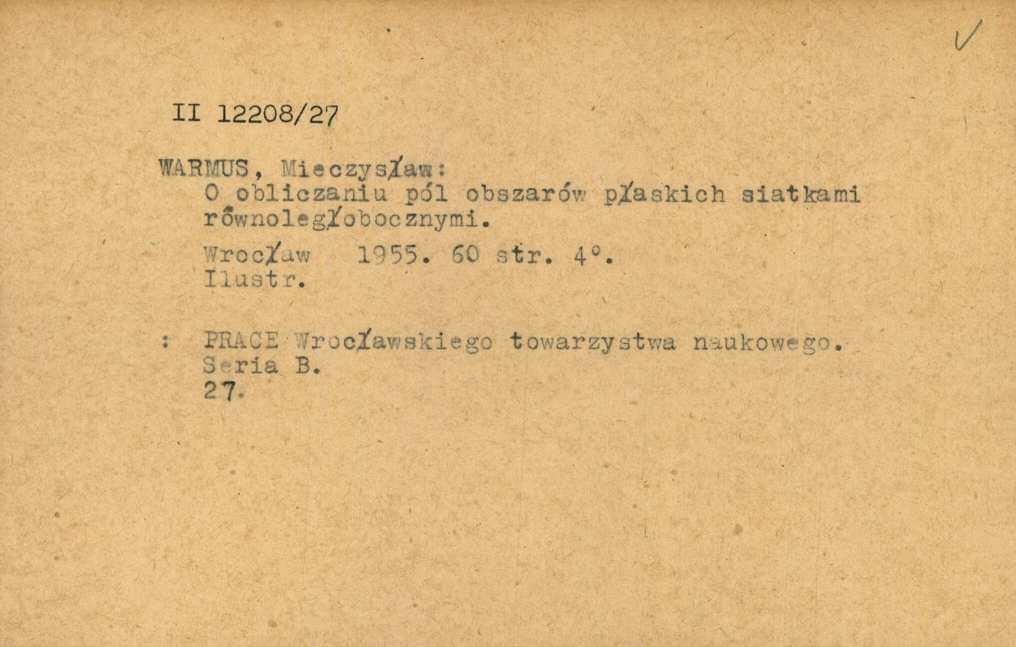 II 12208/27
WARMUS, Mieczysław:
O obliczaniu pól obszarów płaskich siatkami
równoległobocznymi.
Wrocław 1955. 60 str. 4°.
Ilustr.
: PRACE Wrocławskiego towarzystwa naukowego.
Seria B.
27.